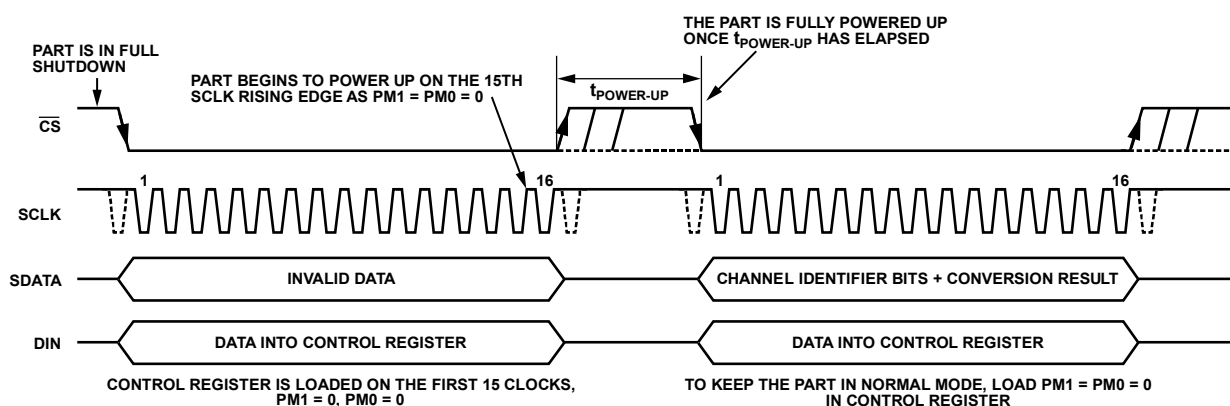 PART IS IN FULL
SHUTDOWN
PART BEGINS TO POWER UP ON THE 15TH
SCLK RISING EDGE AS PM1 = PM0 = 0
tPOWER-UP
THE PART IS FULLY POWERED UP
ONCE tPOWER-UP HAS ELAPSED
CS
1
16
1
16
SCLK
SDATA
INVALID DATA
CHANNEL IDENTIFIER BITS + CONVERSION RESULT
DIN
DATA INTO CONTROL REGISTER
DATA INTO CONTROL REGISTER
CONTROL REGISTER IS LOADED ON THE FIRST 15 CLOCKS,
PM1 = 0, PM0 = 0
TO KEEP THE PART IN NORMAL MODE, LOAD PM1 = PM0 = 0
IN CONTROL REGISTER